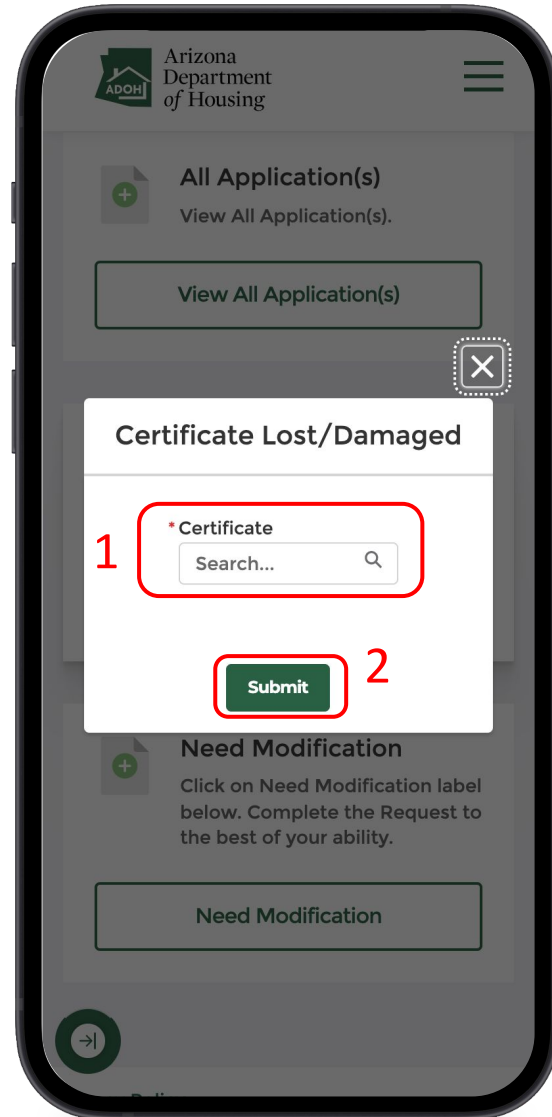 ADOH
Arizona
Department
of Housing
All Application(s)
View All Application(s).
View All Application(s)
Certificate Lost/Damaged
1
* Certificate
Search...
Submit
2
Need Modification
Click on Need Modification label
below. Complete the Request to
the best of your ability.
Need Modification